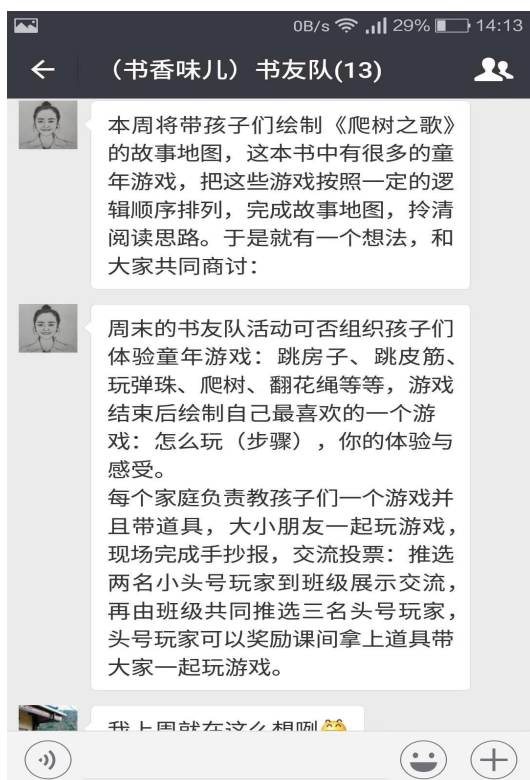 0B/s 29% 14:13
（书香味儿）书友队(13)
本周将带孩子们绘制《爬树之歌》
的故事地图，这本书中有很多的童
年游戏，把这些游戏按照一定的逻
辑顺序排列，完成故事地图，拎清
阅读思路。于是就有一个想法，和
大家共同商讨：
周末的书友队活动可否组织孩子们
体验童年游戏：跳房子、跳皮筋、
玩弹珠、爬树、翻花绳等等，游戏
结束后绘制自己最喜欢的一个游
戏：怎么玩（步骤），你的体验与
感受。
每个家庭负责教孩子们一个游戏并
且带道具，大小朋友一起玩游戏，
现场完成手抄报，交流投票：推选
两名小头号玩家到班级展示交流，
再由班级共同推选三名头号玩家，
头号玩家可以奖励课间拿上道具带
大家一起玩游戏。
我上周就在这么想咧